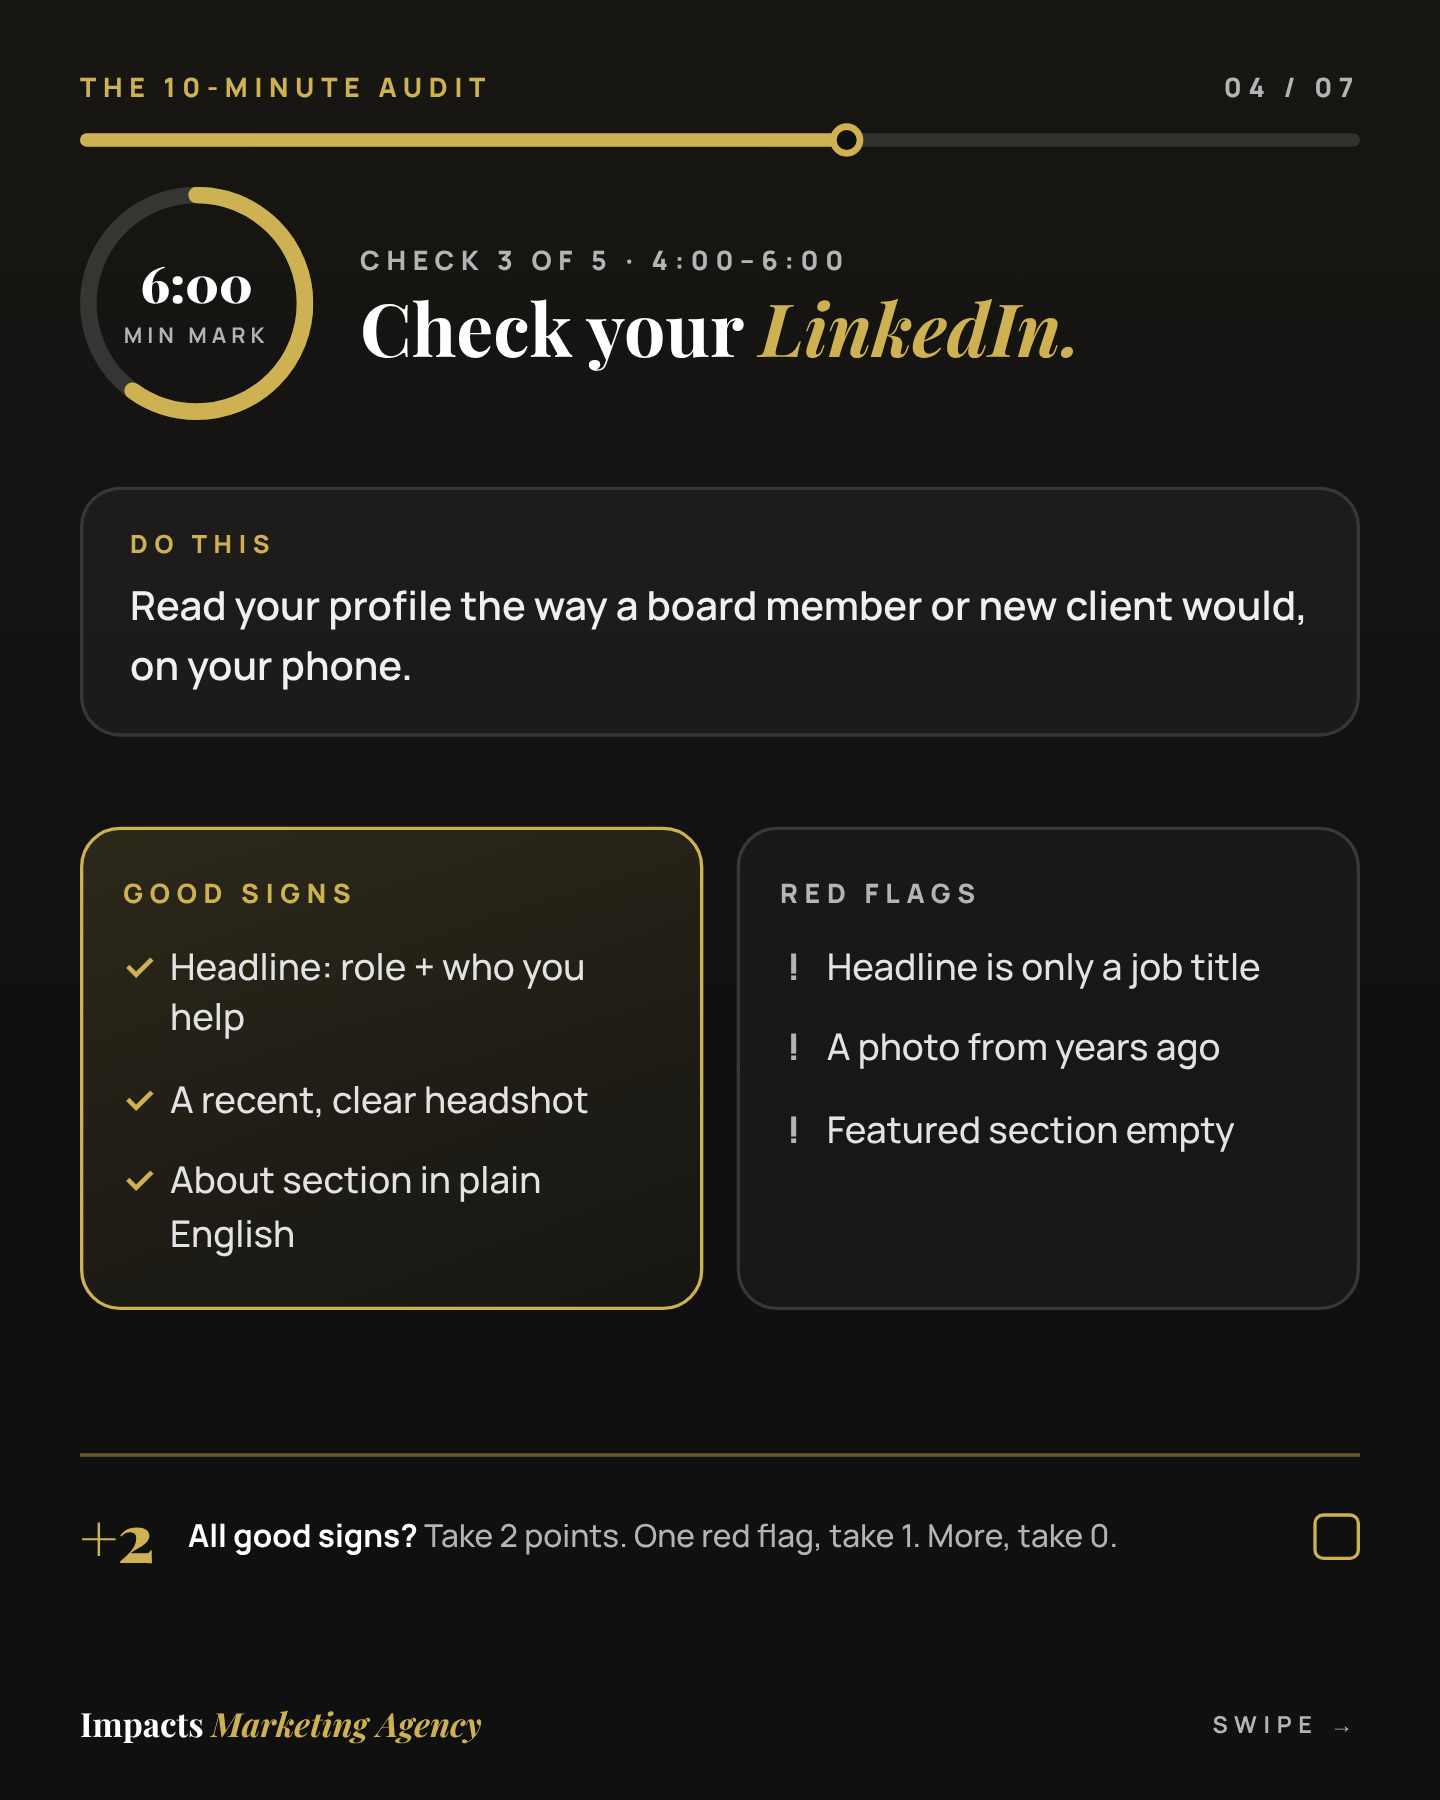 THE 10-MINUTE AUDIT
04 / 07
6:00
MIN MARK
CHECK 3 OF 5 · 4:00–6:00
Check your LinkedIn.
DO THIS
Read your profile the way a board member or new client would,
on your phone.
GOOD SIGNS
✓ Headline: role + who you
help
✓ A recent, clear headshot
✓ About section in plain
English
RED FLAGS
! Headline is only a job title
! A photo from years ago
! Featured section empty
+2
All good signs? Take 2 points. One red flag, take 1. More, take 0.
Impacts Marketing Agency
SWIPE →